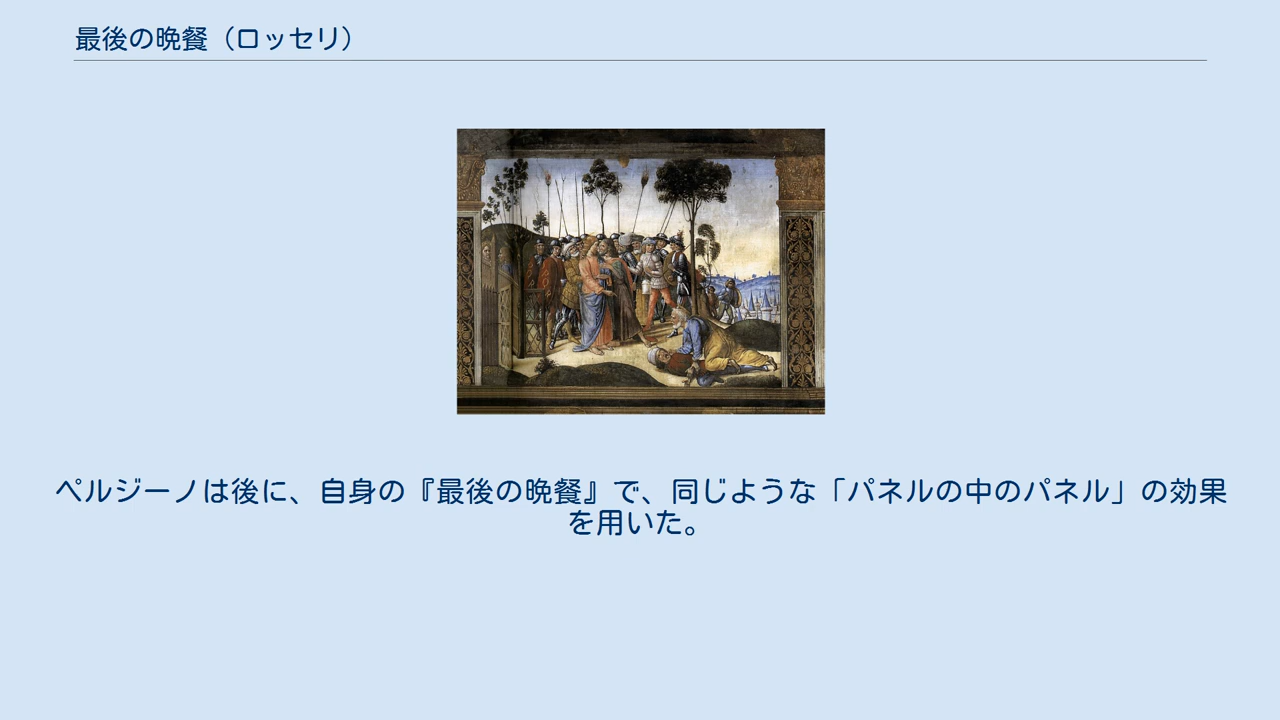 最後の晩餐（ロッセリ）
ペルジーノは後に、自身の『最後の晩餐』で、同じような「パネルの中のパネル」の効果
を用いた。